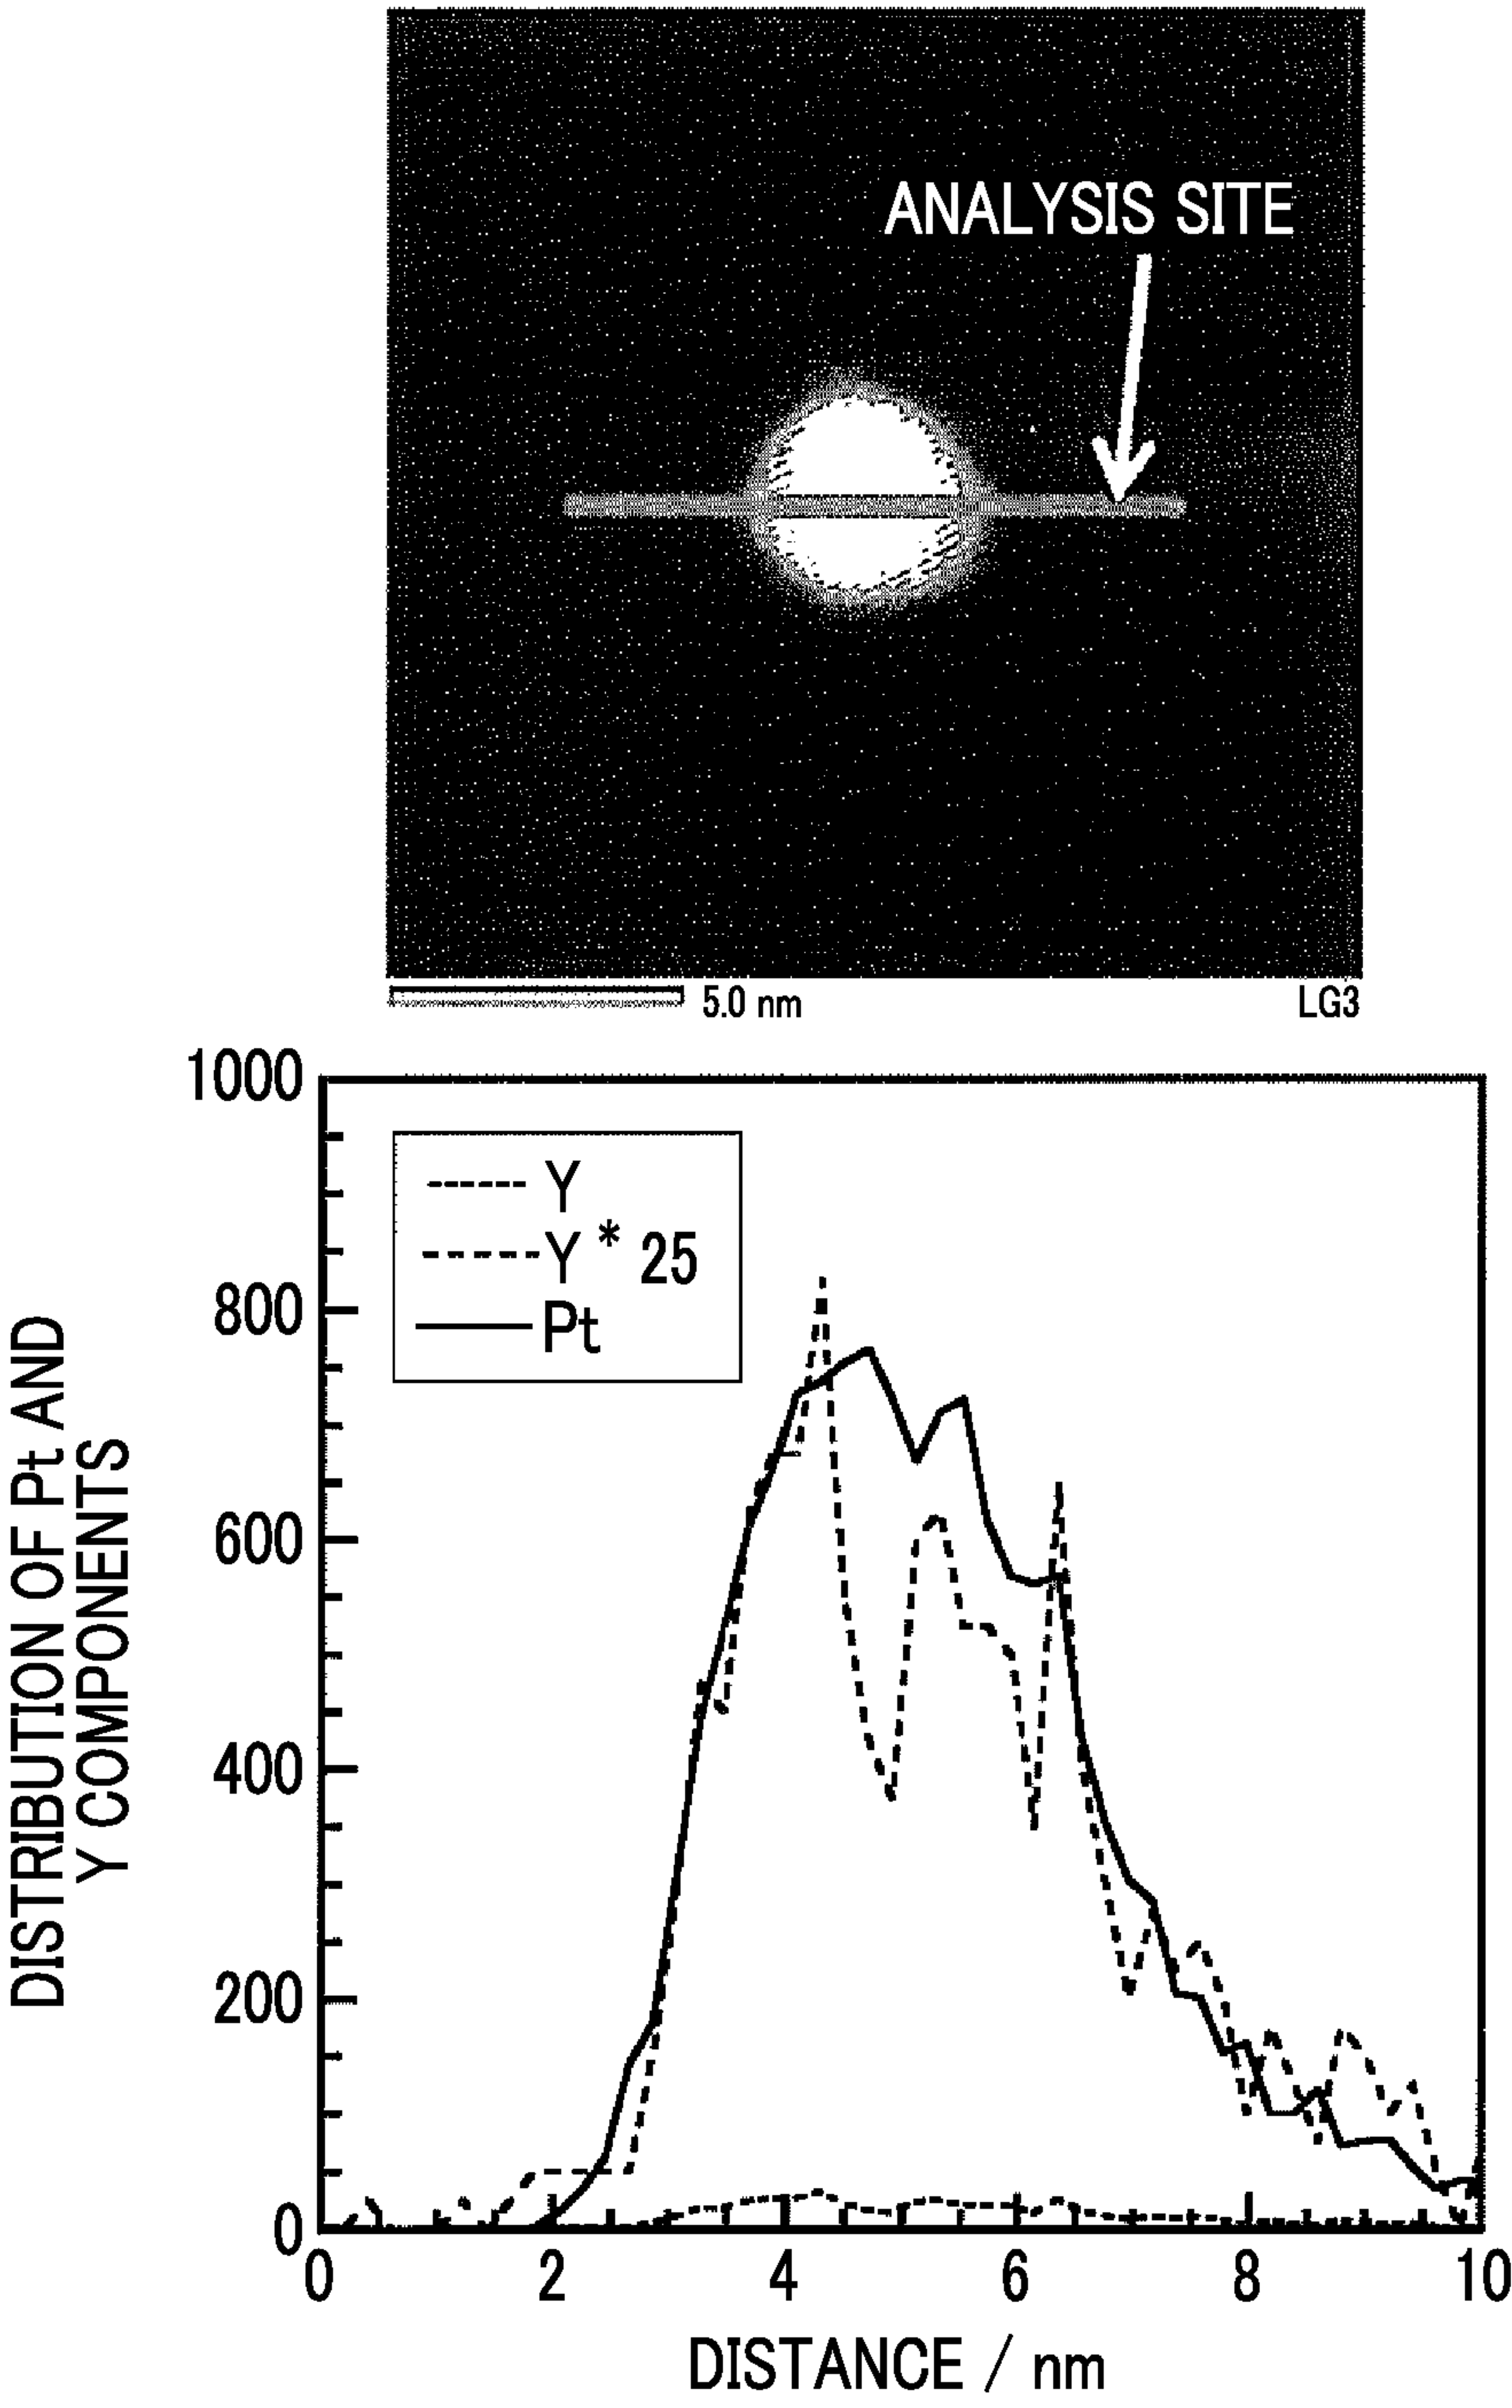 ANALYSIS SITE
5.0 nm
LG3
1000
800
600
400
200
0
Y
Y * 25
Pt
DISTRIBUTION OF Pt AND
Y COMPONENTS
0 2 4 6 8 10
DISTANCE / nm